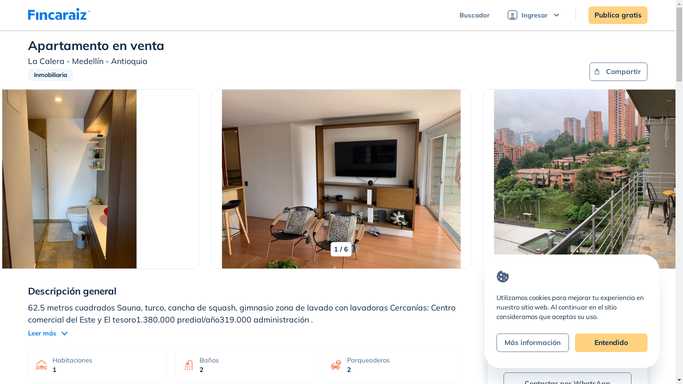 Fincaraiz
Buscador
Ingresar
Publica gratis
Apartamento en venta
La Calera - Medellín - Antioquia
Inmobiliaria
Compartir
1 / 6
Descripción general
62.5 metros cuadrados Sauna, turco, cancha de squash, gimnasio zona de lavado con lavadoras Cercanías: Centro
comercial del Este y El tesoro1.380.000 predial/año319.000 administración .
Leer más
Habitaciones
1
Baños
2
Parqueaderos
2
Utilizamos cookies para mejorar tu experiencia en
nuestro sitio web. Al continuar en el sitio
consideramos que aceptas su uso.
Más información
Entendido
Contactar por WhatsApp